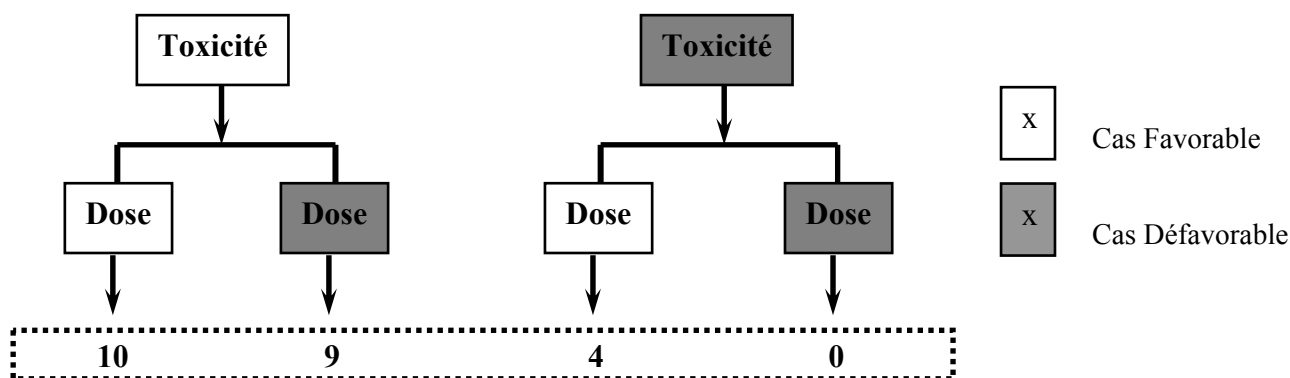 Toxicité Toxicité
x Cas Favorable
Dose Dose Dose Dose
x Cas Défavorable
10 9 4 0